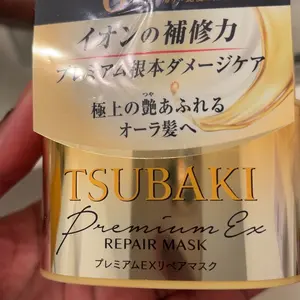 イオンの補修力
プレミアム根本ダメージケア
極上の艶あふれる
つや
オーラ髪へ
TSUBAKI
Premium Ex
REPAIR MASK
プレミアムEXリペアマスク